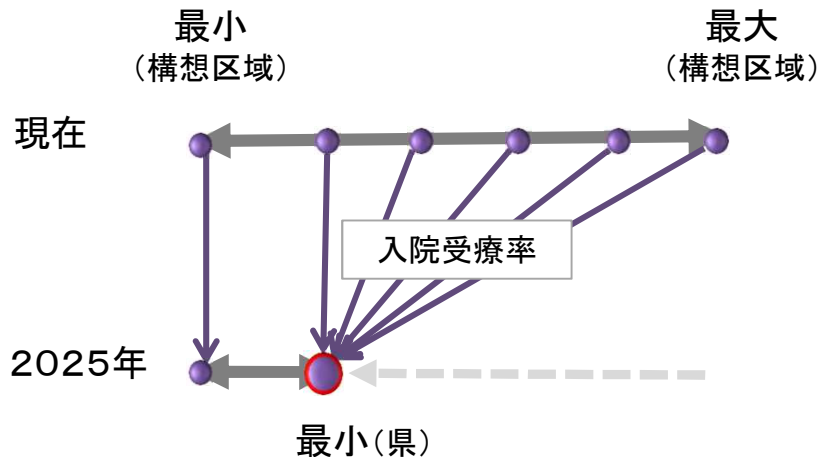 最小
（構想区域）
最大
（構想区域）
現在
入院受療率
２０２５年
最小（県）